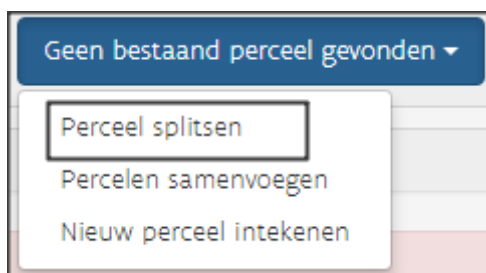 Geen bestaand perceel gevonden
Perceel splitsen
Percelen samenvoegen
Nieuw perceel intekenen